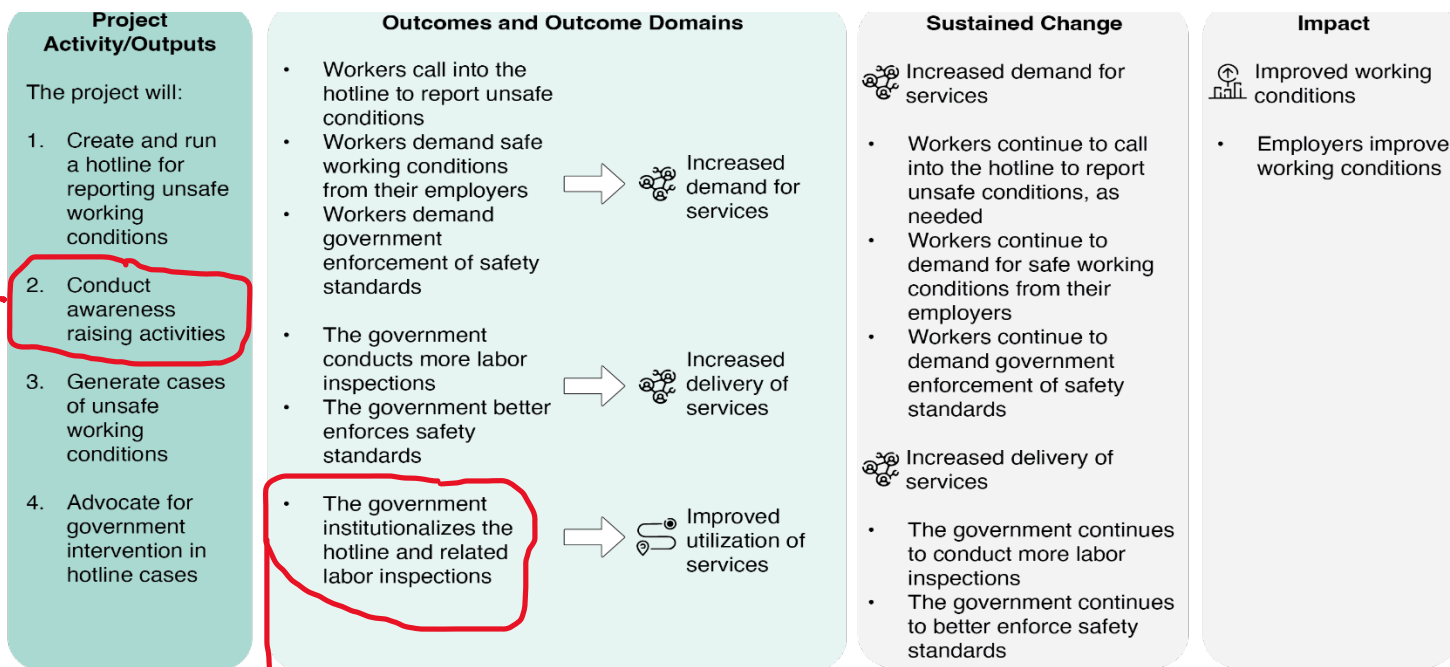 Project
Activity/Outputs
The project will:
1. Create and run
a hotline for
reporting unsafe
working
conditions
2. Conduct
awareness
raising activities
3. Generate cases
of unsafe
working
conditions
4. Advocate for
government
intervention in
hotline cases
Outcomes and Outcome Domains
• Workers call into the
hotline to report unsafe
conditions
• Workers demand safe
working conditions
from their employers
• Workers demand
government
enforcement of safety
standards
Increased
demand for
services
• The government
conducts more labor
inspections
• The government better
enforces safety
standards
Increased
delivery of
services
• The government
institutionalizes the
hotline and related
labor inspections
Improved
utilization of
services
Sustained Change
Increased demand for
services
• Workers continue to call
into the hotline to report
unsafe conditions, as
needed
• Workers continue to
demand for safe working
conditions from their
employers
• Workers continue to
demand government
enforcement of safety
standards
Increased delivery of
services
• The government continues
to conduct more labor
inspections
• The government continues
to better enforce safety
standards
Impact
Improved working
conditions
• Employers improve
working conditions